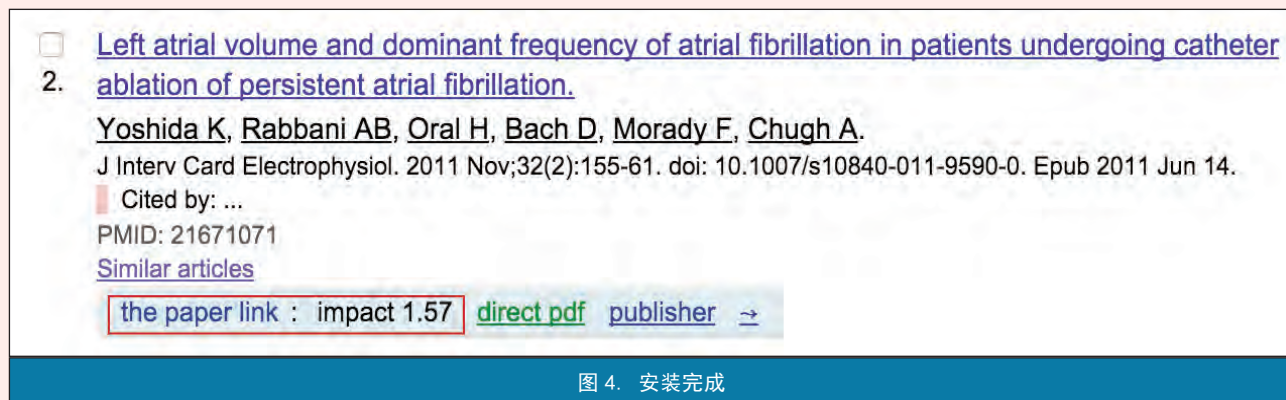 Left atrial volume and dominant frequency of atrial fibrillation in patients undergoing catheter
2. ablation of persistent atrial fibrillation.
Yoshida K, Rabbani AB, Oral H, Bach D, Morady F, Chugh A.
J Interv Card Electrophysiol. 2011 Nov;32(2):155-61. doi: 10.1007/s10840-011-9590-0. Epub 2011 Jun 14.
Cited by: ...
PMID: 21671071
Similar articles
the paper link : impact 1.57 direct pdf publisher →
图 4. 安装完成